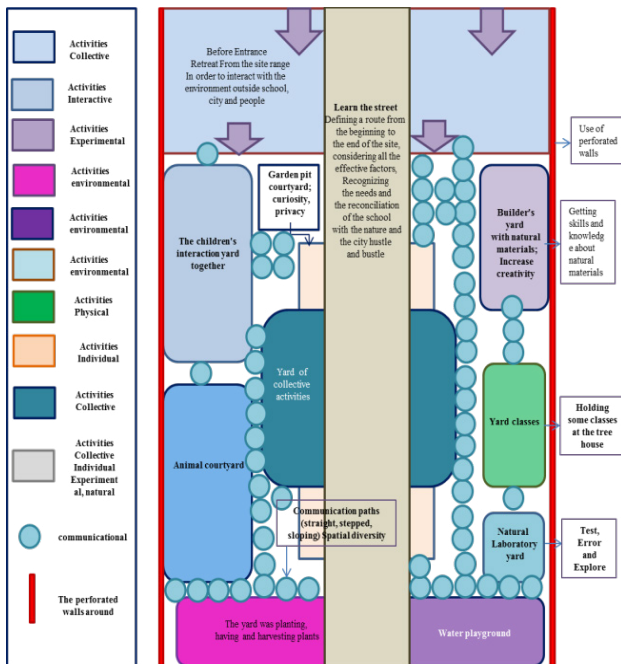 Activities
Collective
Activities
Interactive
Activities
Experimental
Activities
environmental
Activities
environmental
Activities
environmental
Activities
Physical
Activities
Individual
Activities
Collective
Activities
Collective
Individual
Experiment
al, natural
communicational
The perforated
walls around
Before Entrance
Retreat From the site range
In order to interact with the
environment outside school,
city and people
Learn the street
Defining a route from
the beginning to
the end of the site,
considering all the
effective factors,
Recognizing
the needs and
the reconciliation
of the school
with the nature and
the city hustle
and bustle
Use of
perforated
walls
Garden pit
courtyard;
curiosity,
privacy
The children's
interaction yard
together
Builder's
yard
with natural
materials;
Increase
creativity
Getting skills
and
knowledg
e about
natural
materials
Yard of
collective
activities
Yard classes
Holding
some classes
at the tree
house
Animal courtyard
Communication paths
(straight, stepped,
sloping) Spatial diversity
Natural
Laboratory
yard
Test,
Error
and
Explore
The yard was planting,
having and harvesting plants
Water playground